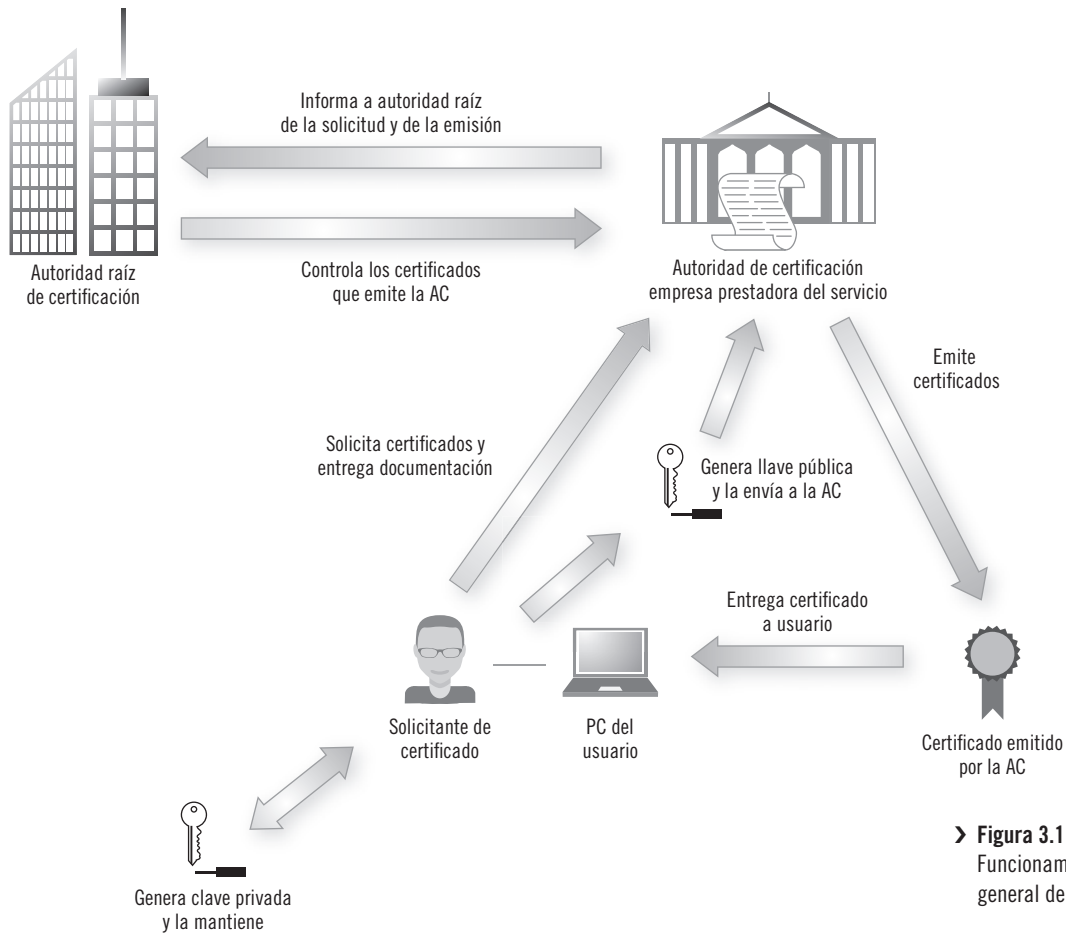 Informa a autoridad raíz
de la solicitud y de la emisión
Autoridad raíz
de certificación
Controla los certificados
que emite la AC
Autoridad de certificación
empresa prestadora del servicio
Emite
certificados
Solicita certificados y
entrega documentación
Genera llave pública
y la envía a la AC
Entrega certificado
a usuario
Solicitante de
certificado
PC del
usuario
Certificado emitido
por la AC
Genera clave privada
y la mantiene
› Figura 3.1
general de